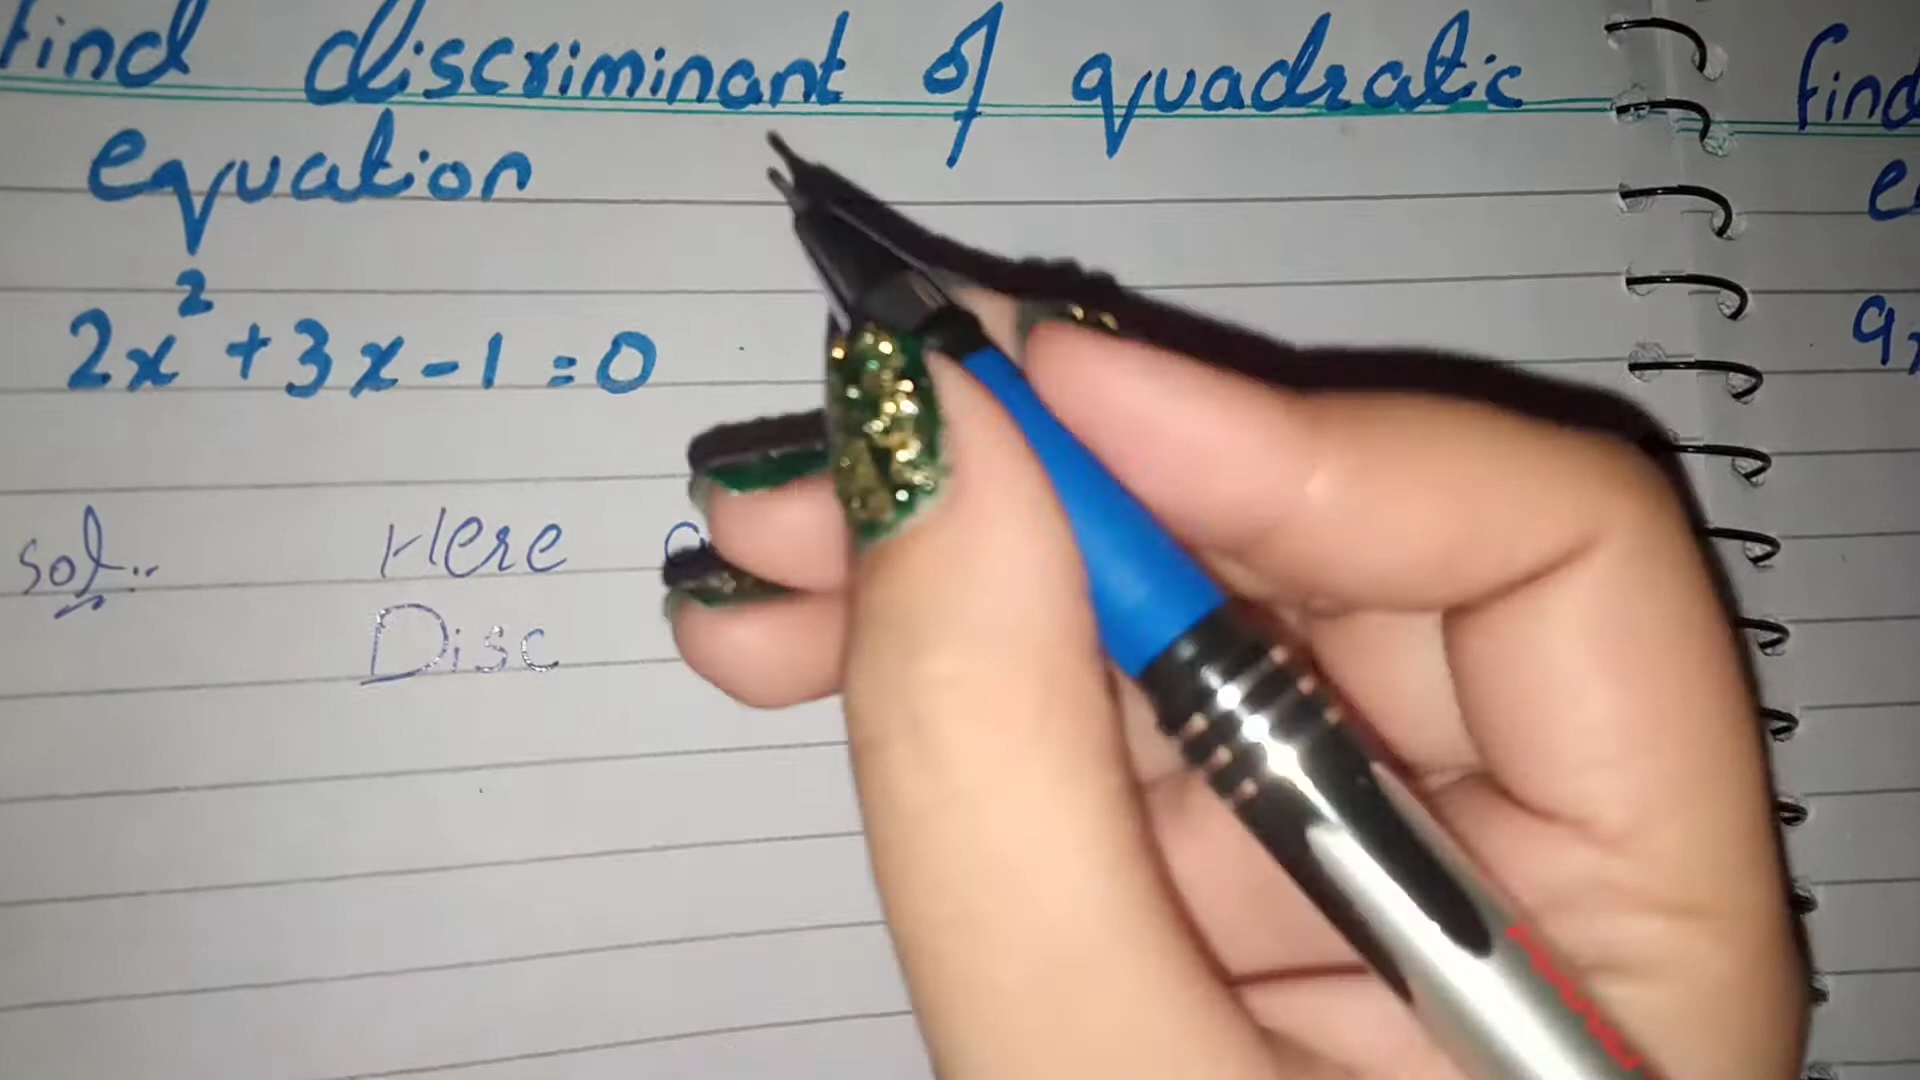 find discriminant of quadratic
equation
2x² + 3x - 1 = 0
Sol..
Here
Disc
find